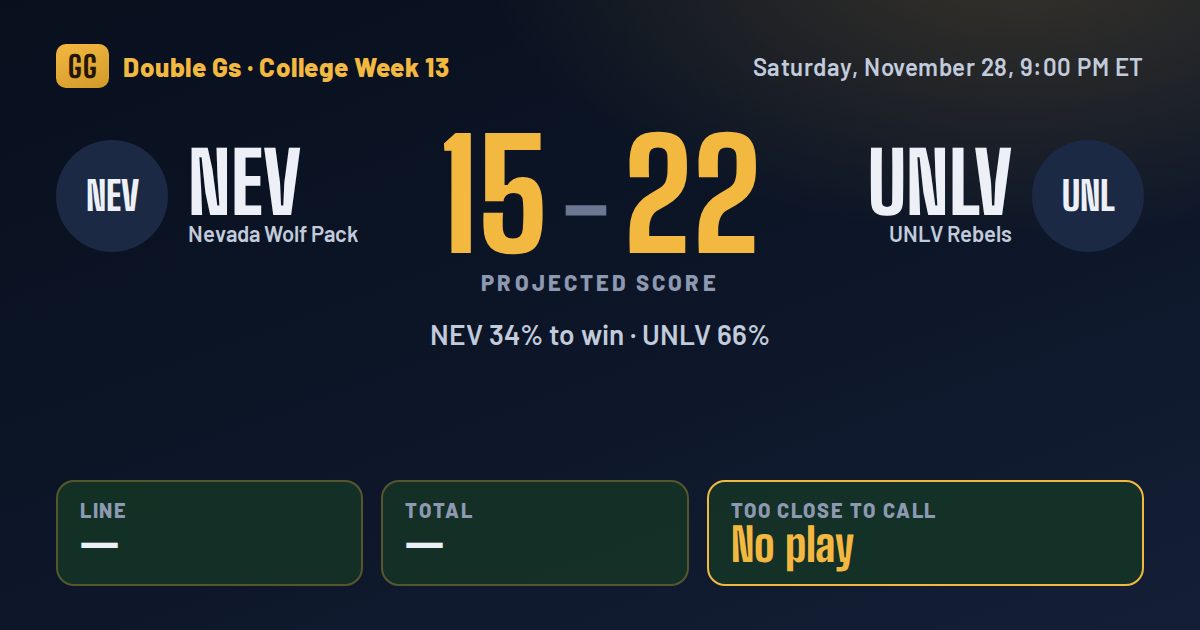 GG Double Gs · College Week 13
Saturday, November 28, 9:00 PM ET
NEV
NEV
Nevada Wolf Pack
15 – 22
PROJECTED SCORE
NEV 34% to win · UNLV 66%
UNLV
UNLV Rebels
UNL
LINE
—
TOTAL
—
TOO CLOSE TO CALL
No play